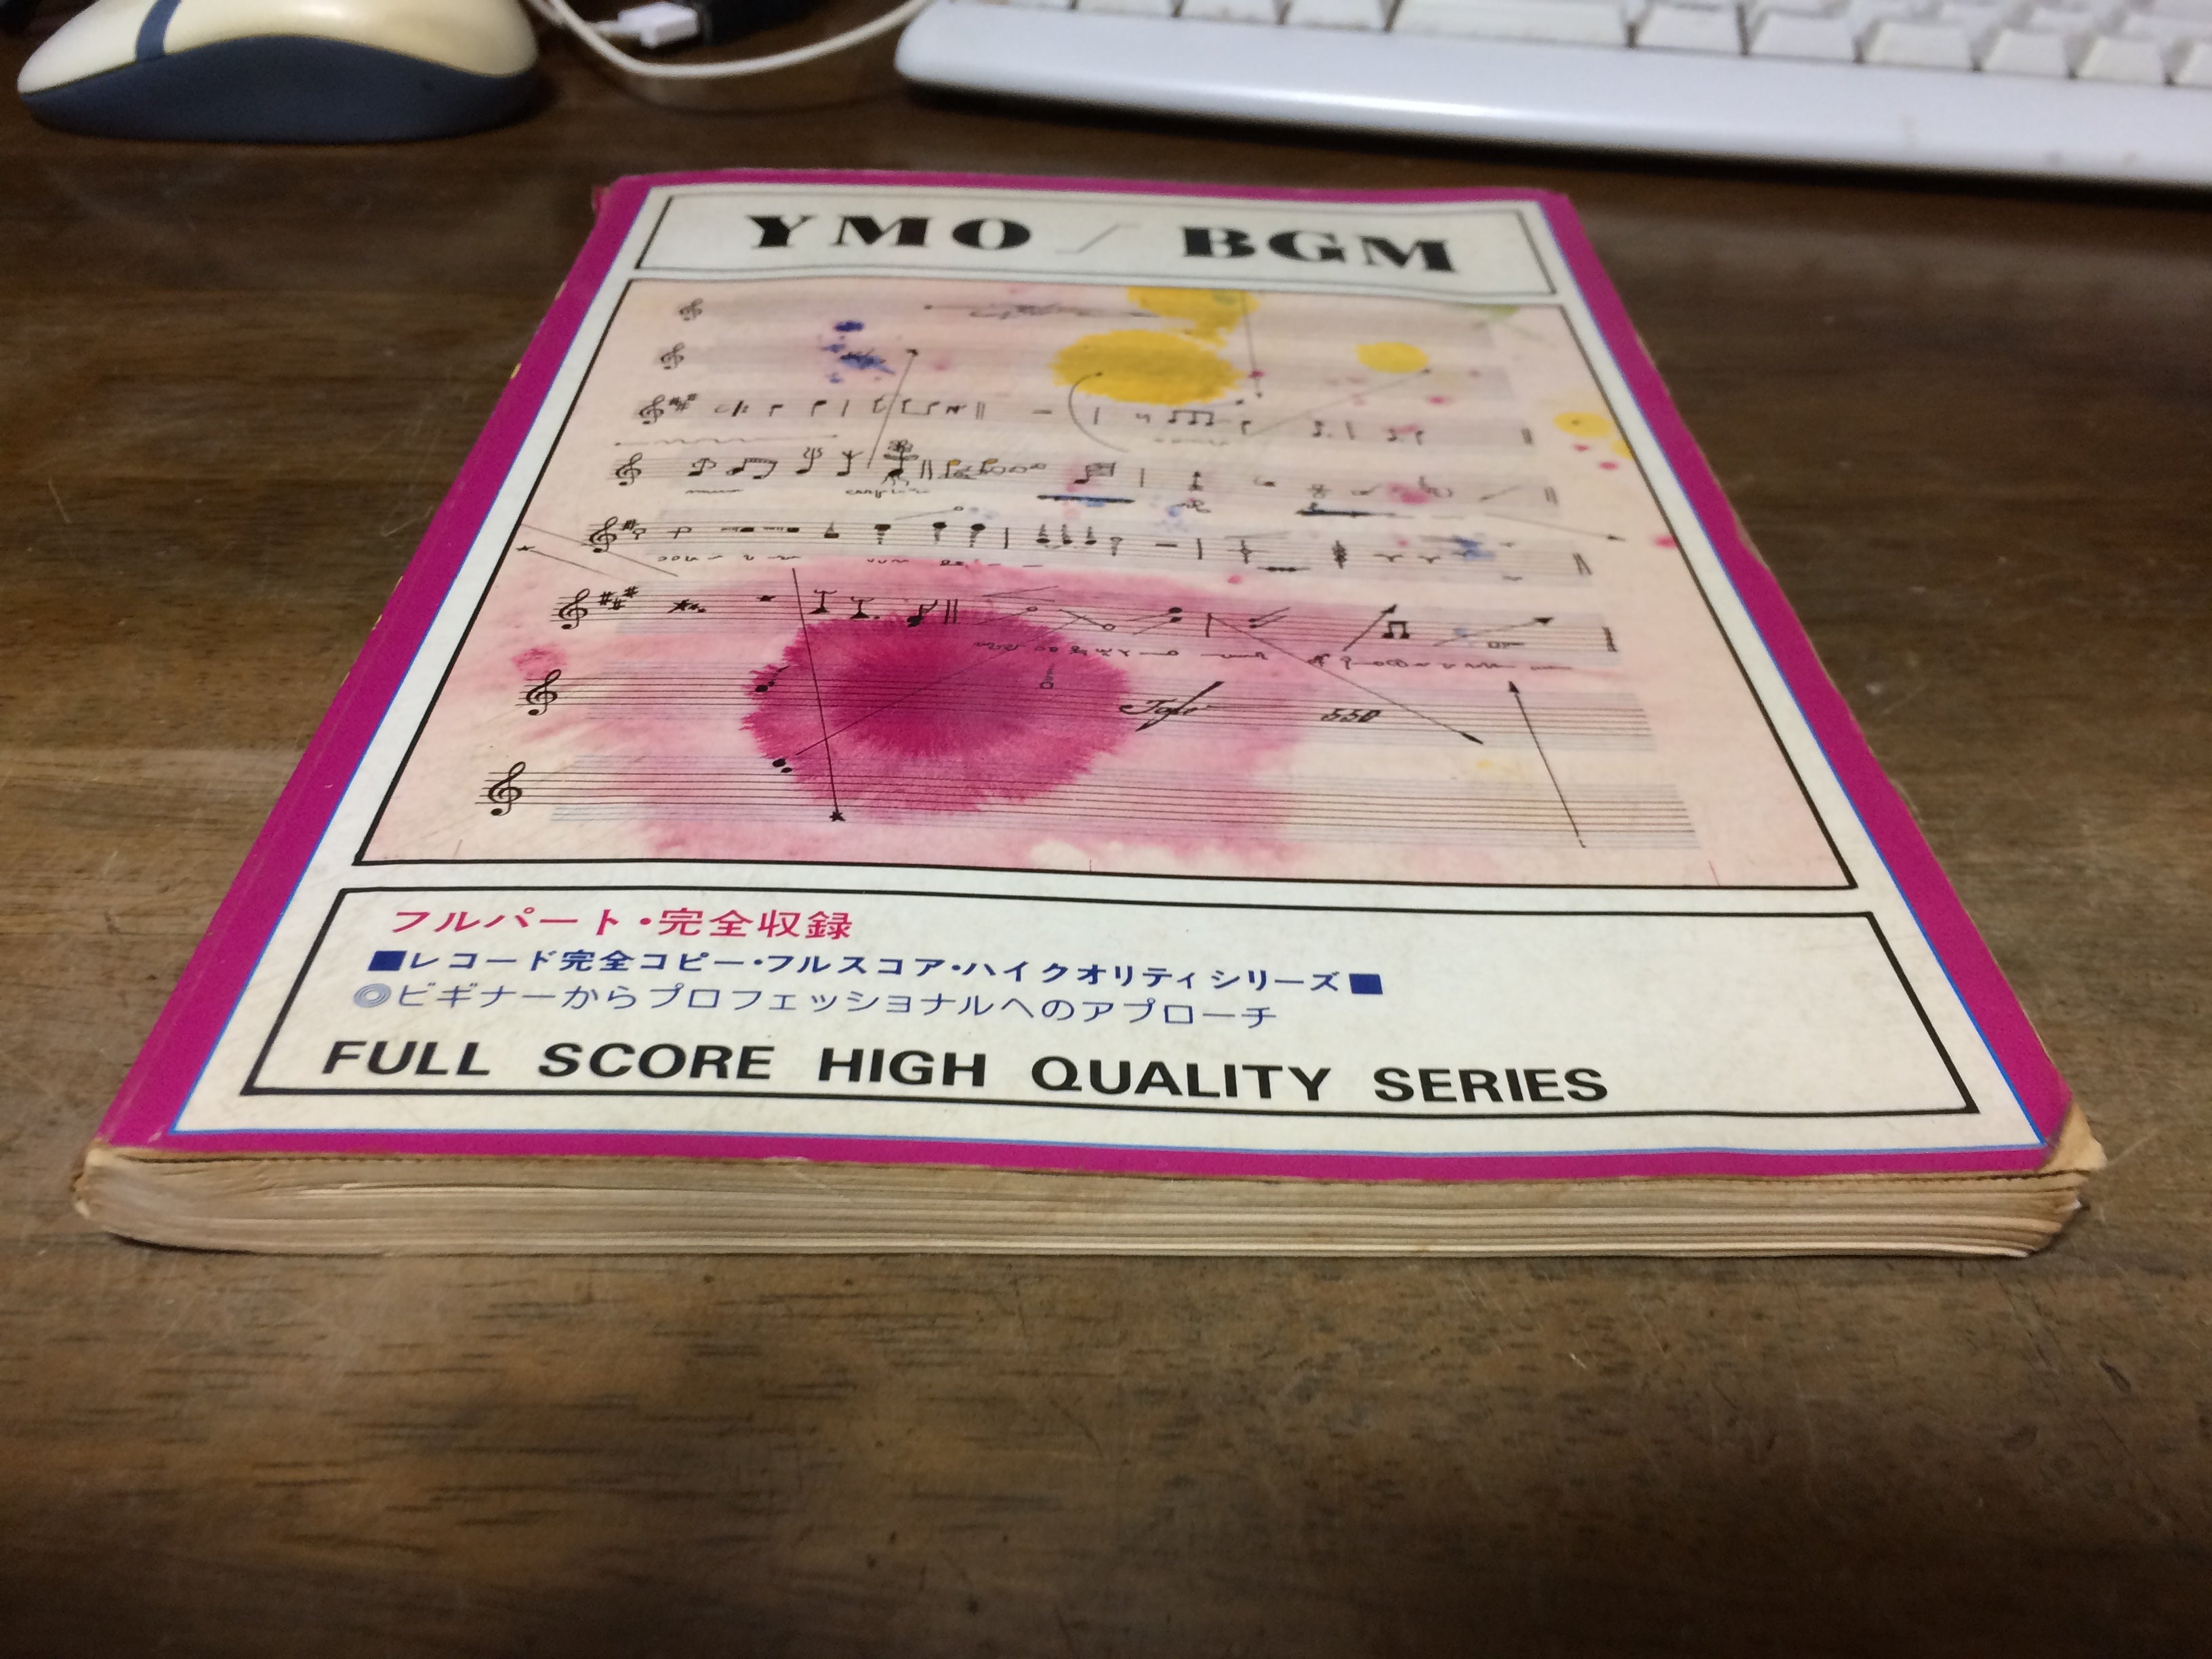 YMO / BGM
フルパート・完全収録
■レコード完全コピー・フルスコア・ハイクオリティシリーズ■
◎ビギナーからプロフェッショナルへのアプローチ
FULL SCORE HIGH QUALITY SERIES